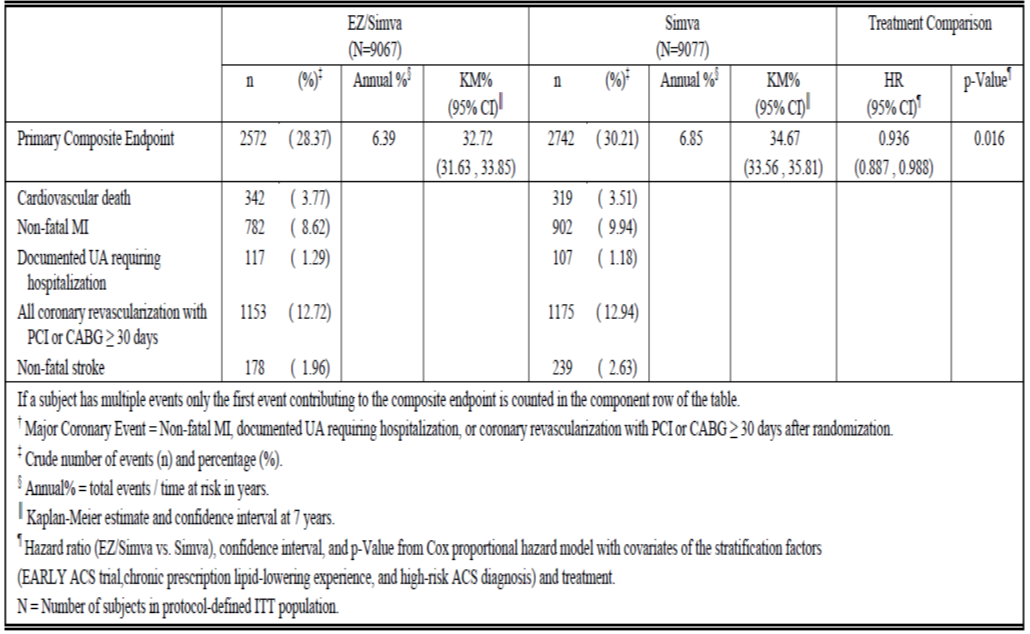 EZ/Simva Simva Treatment Comparison
(N=9067) (N=9077)
n (%)‡ Annual %§ KM% n (%)‡ Annual %§ KM% HR p-Value¶
(95% CI)‖ (95% CI)‖ (95% CI)¶
Primary Composite Endpoint 2572 ( 28.37) 6.39 32.72 2742 ( 30.21) 6.85 34.67 0.936 0.016
(31.63 , 33.85) (33.56 , 35.81) (0.887 , 0.988)
Cardiovascular death 342 ( 3.77) 319 ( 3.51)
Non-fatal MI 782 ( 8.62) 902 ( 9.94)
Documented UA requiring 117 ( 1.29) 107 ( 1.18)
hospitalization
All coronary revascularization with 1153 ( 12.72) 1175 ( 12.94)
PCI or CABG ≥ 30 days
Non-fatal stroke 178 ( 1.96) 239 ( 2.63)
If a subject has multiple events only the first event contributing to the composite endpoint is counted in the component row of the table.
† Major Coronary Event = Non-fatal MI, documented UA requiring hospitalization, or coronary revascularization with PCI or CABG ≥ 30 days after randomization.
‡ Crude number of events (n) and percentage (%).
§ Annual% = total events / time at risk in years.
‖ Kaplan-Meier estimate and confidence interval at 7 years.
¶ Hazard ratio (EZ/Simva vs. Simva), confidence interval, and p-Value from Cox proportional hazard model with covariates of the stratification factors
(EARLY ACS trial,chronic prescription lipid-lowering experience, and high-risk ACS diagnosis) and treatment.
N = Number of subjects in protocol-defined ITT population.